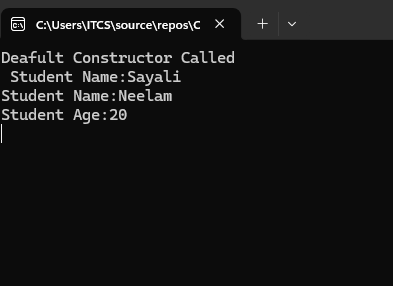 C:\Users\ITCS\source\repos\C
Deafult Constructor Called
Student Name:Sayali
Student Name:Neelam
Student Age:20